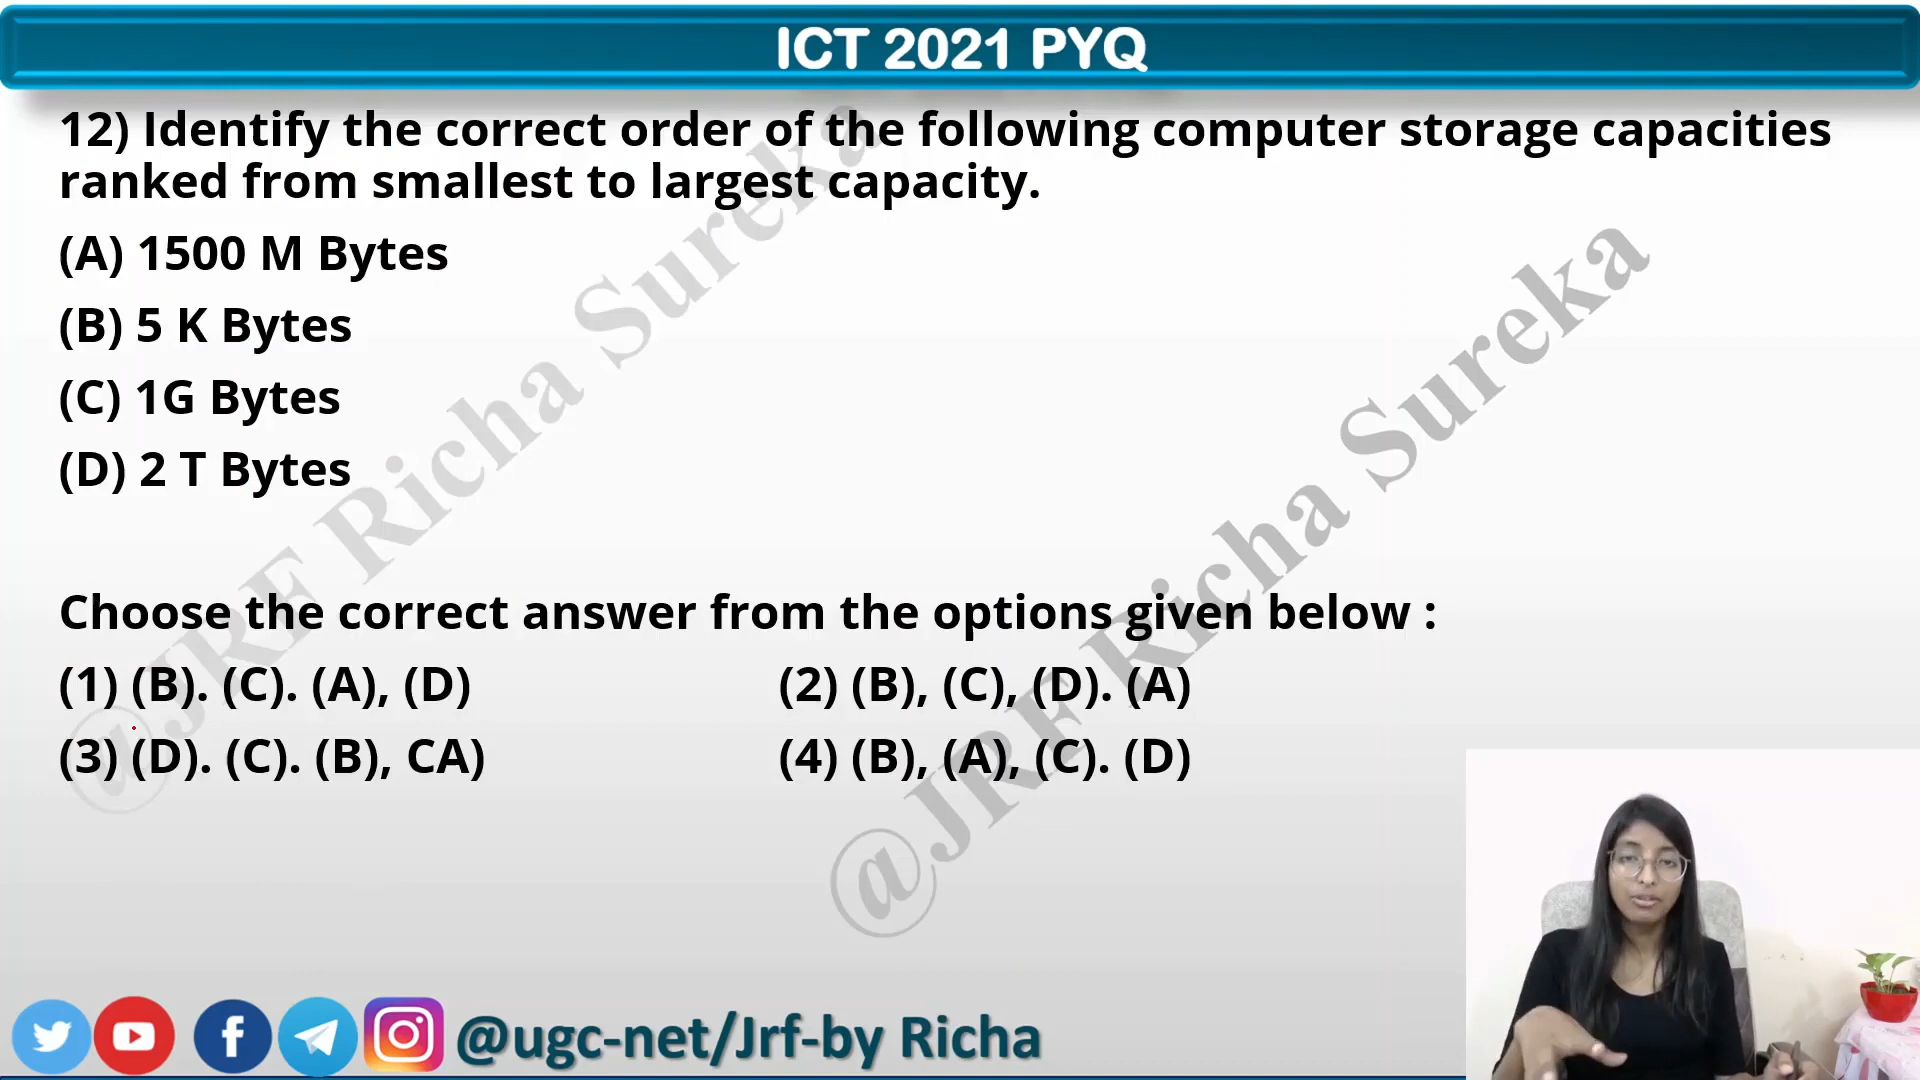 ICT 2021 PYQ
12) Identify the correct order of the following computer storage capacities
ranked from smallest to largest capacity.
(A) 1500 M Bytes
(B) 5 K Bytes
(C) 1G Bytes
(D) 2 T Bytes
Choose the correct answer from the options given below :
(1) (B). (C). (A), (D) (2) (B), (C), (D). (A)
(3) (D). (C). (B), CA) (4) (B), (A), (C). (D)
@JRF Richa Sureka
@JRF Richa Sureka
@ugc-net/Jrf-by Richa